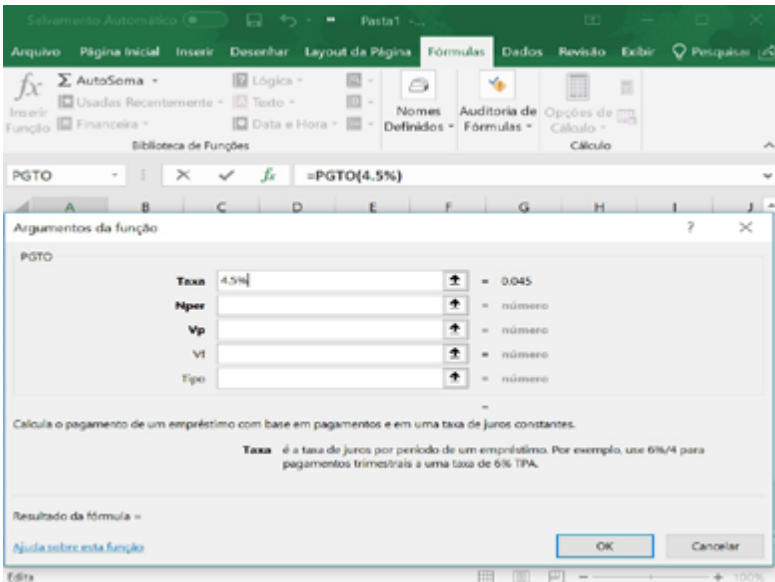 Salvamento Automático Pasta1 -...
Arquivo Página Inicial Inserir Desenhar Layout da Página Fórmulas Dados Revisão Exibir Pesquisar
fx Σ AutoSoma Lógica
Inserir Função Usadas Recentemente Texto Nomes Definidos Auditoria de Fórmulas Opções de Cálculo
Financeira Data e Hora
Biblioteca de Funções Cálculo
PGTO fx =PGTO(4.5%)
A B C D E F G H I J
Argumentos da função ?
PGTO
Taxa 4.5% = 0.045
Nper = número
Vp = número
Vf = número
Tipo = número
=
Calcula o pagamento de um empréstimo com base em pagamentos e em uma taxa de juros constantes.
Taxa é a taxa de juros por período de um empréstimo. Por exemplo, use 6%/4 para
pagamentos trimestrais a uma taxa de 6% TPA.
Resultado da fórmula =
Ajuda sobre esta função OK Cancelar
Edita - + 100%